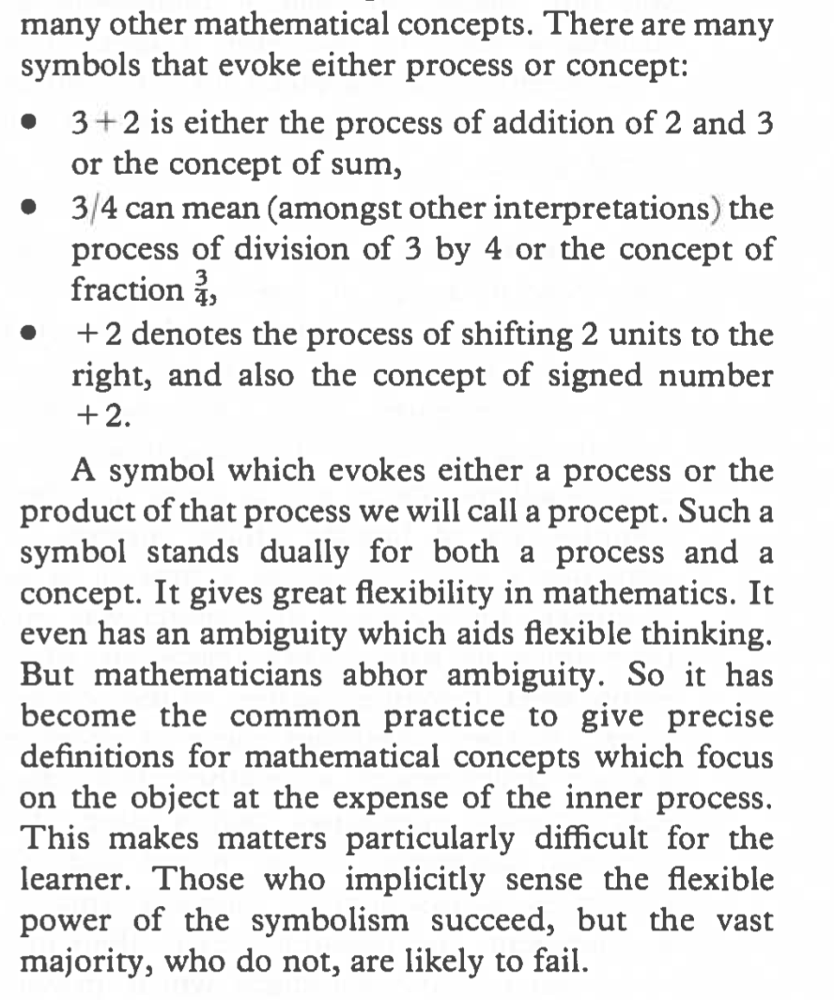 many other mathematical concepts. There are many
symbols that evoke either process or concept:
● 3+2 is either the process of addition of 2 and 3
or the concept of sum,
● 3/4 can mean (amongst other interpretations) the
process of division of 3 by 4 or the concept of
fraction ¾,
● +2 denotes the process of shifting 2 units to the
right, and also the concept of signed number
+2.
A symbol which evokes either a process or the
product of that process we will call a procept. Such a
symbol stands dually for both a process and a
concept. It gives great flexibility in mathematics. It
even has an ambiguity which aids flexible thinking.
But mathematicians abhor ambiguity. So it has
become the common practice to give precise
definitions for mathematical concepts which focus
on the object at the expense of the inner process.
This makes matters particularly difficult for the
learner. Those who implicitly sense the flexible
power of the symbolism succeed, but the vast
majority, who do not, are likely to fail.